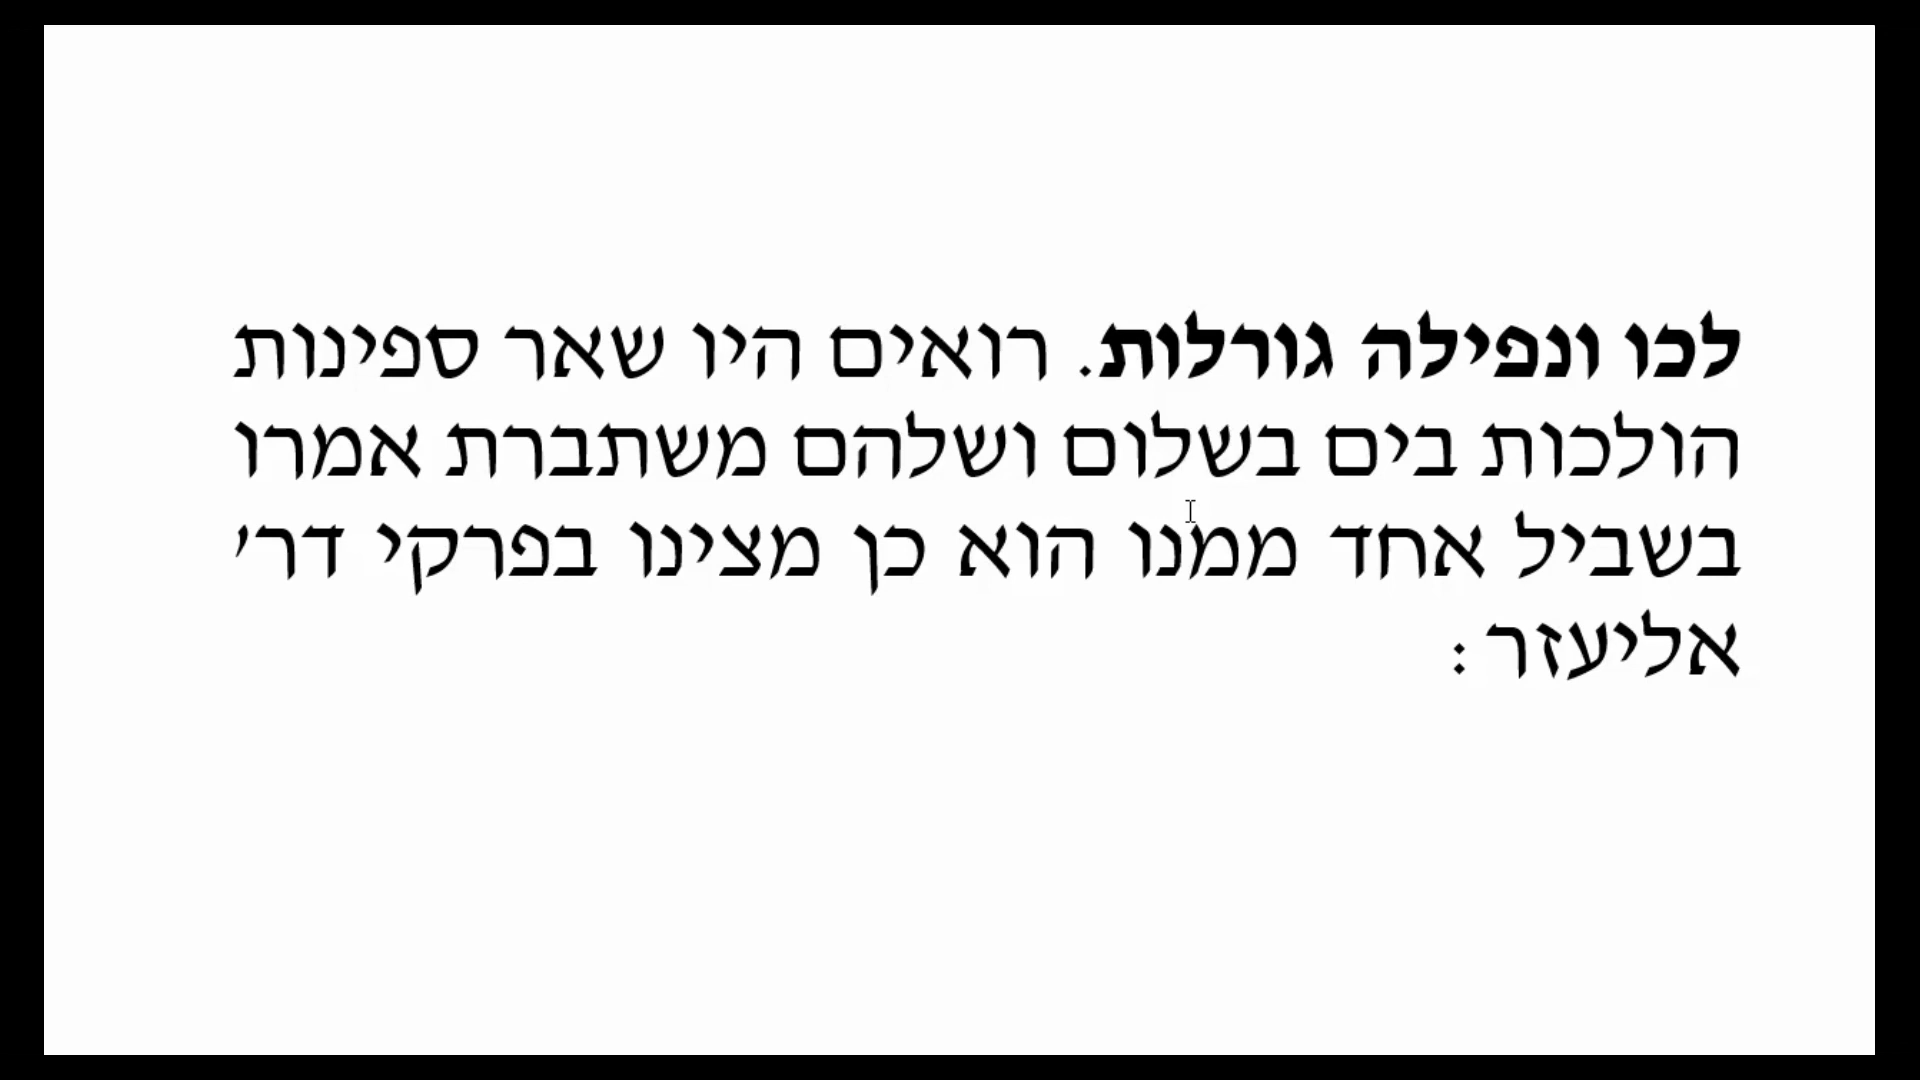 לכו ונפילה גורלות. רואים היו שאר ספינות
הולכות בים בשלום ושלהם משתברת אמרו
בשביל אחד ממנו הוא כן מצינו בפרקי דר'
אליעזר :